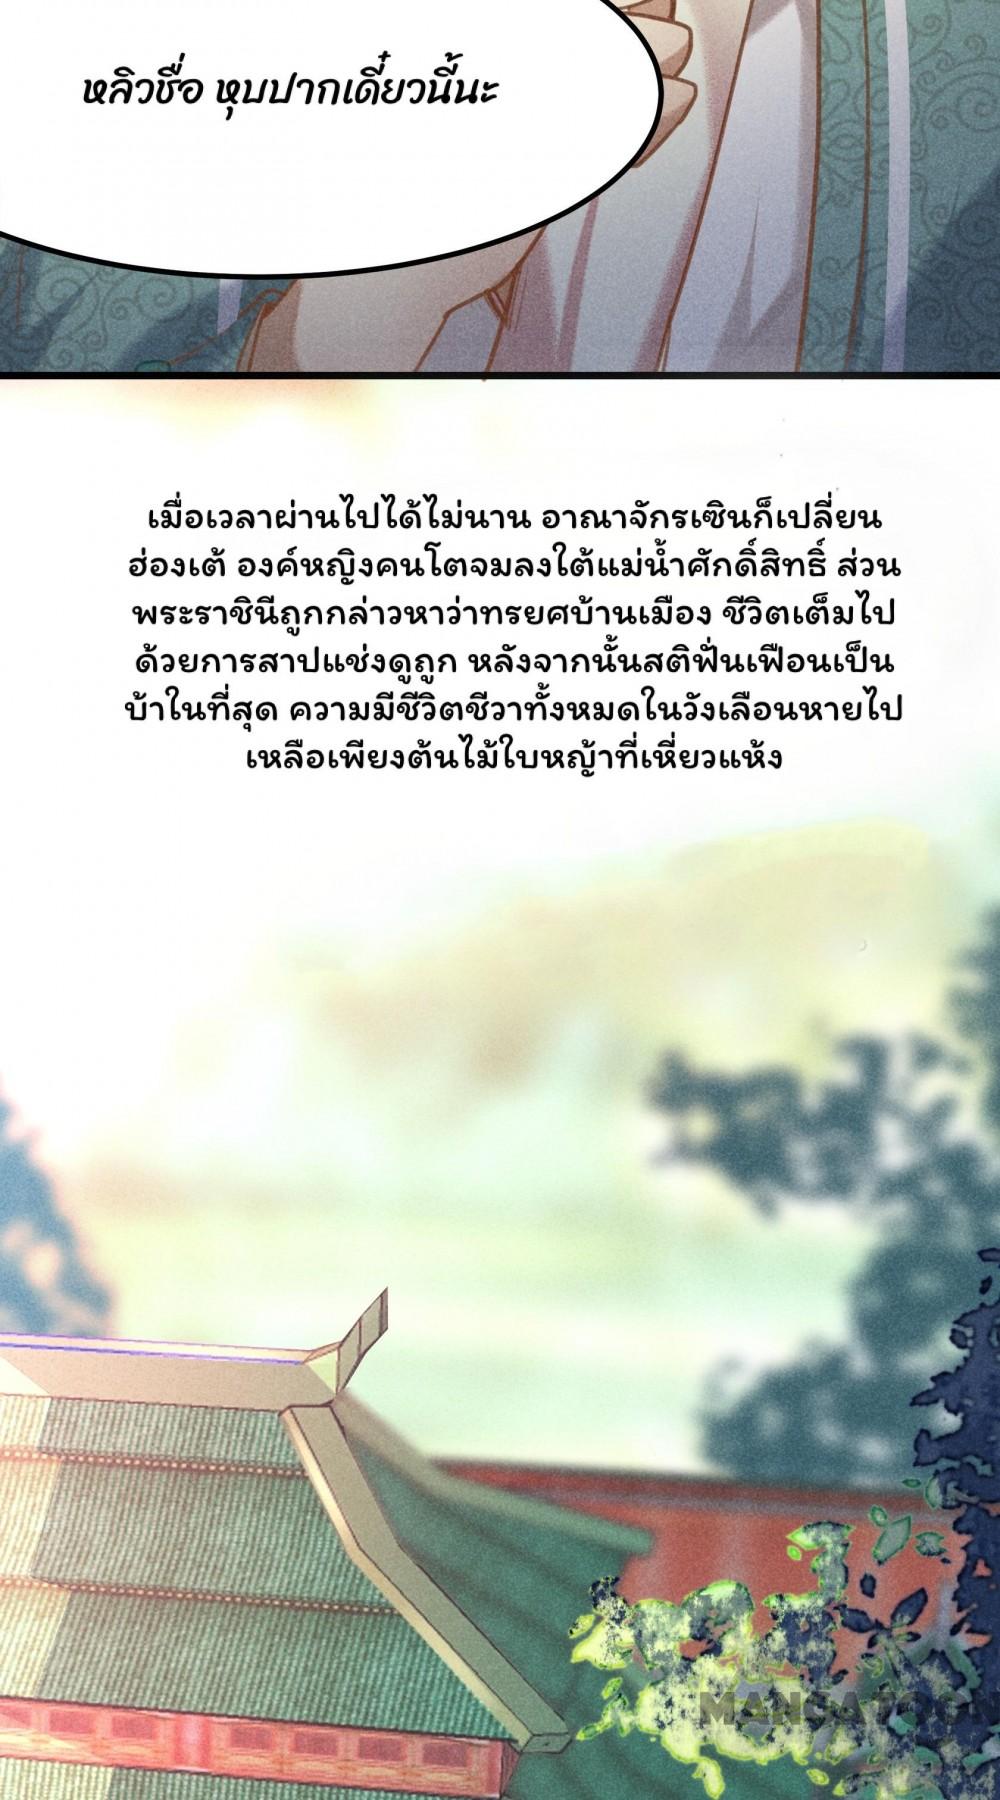 หลิวชื่อ หุบปากเดี๋ยวนี้นะ
เมื่อเวลาผ่านไปได้ไม่นาน อาณาจักรเซินก็เปลี่ยน
ฮ่องเต้ องค์หญิงคนโตจมลงใต้แม่น้ำศักดิ์สิทธิ์ ส่วน
พระราชินีถูกกล่าวหาว่าทรยศบ้านเมือง ชีวิตเต็มไป
ด้วยการสาปแช่งดูถูก หลังจากนั้นสติฟั่นเฟือนเป็น
บ้าในที่สุด ความมีชีวิตชีวาทั้งหมดในวังเลือนหายไป
เหลือเพียงต้นไม้ใบหญ้าที่เหี่ยวแห้ง
MANGATOON